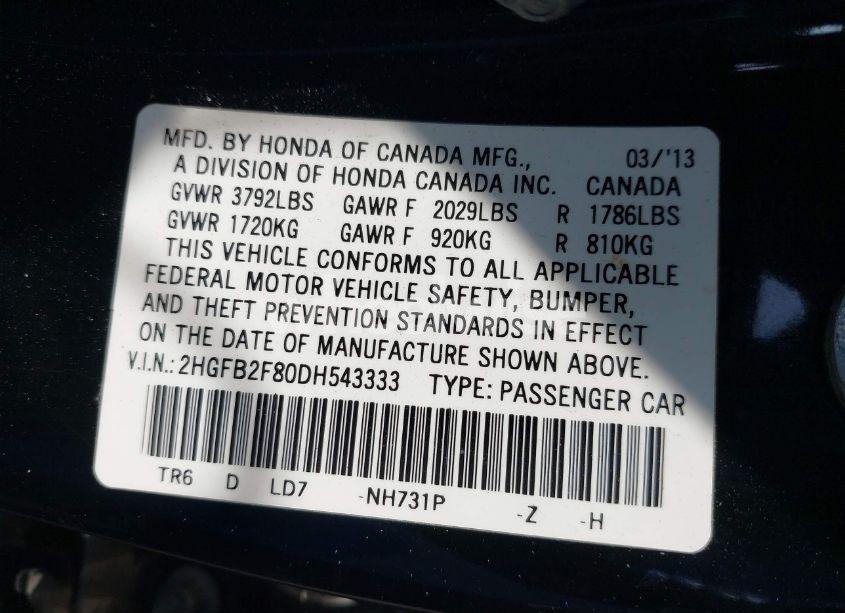 MFD. BY HONDA OF CANADA MFG., 03/'13
A DIVISION OF HONDA CANADA INC. CANADA
GVWR 3792LBS GAWR F 2029LBS R 1786LBS
GVWR 1720KG GAWR F 920KG R 810KG
THIS VEHICLE CONFORMS TO ALL APPLICABLE
FEDERAL MOTOR VEHICLE SAFETY, BUMPER,
AND THEFT PREVENTION STANDARDS IN EFFECT
ON THE DATE OF MANUFACTURE SHOWN ABOVE.
V.I.N.: 2HGFB2F80DH543333 TYPE: PASSENGER CAR
TR6 D LD7 -NH731P -Z -H